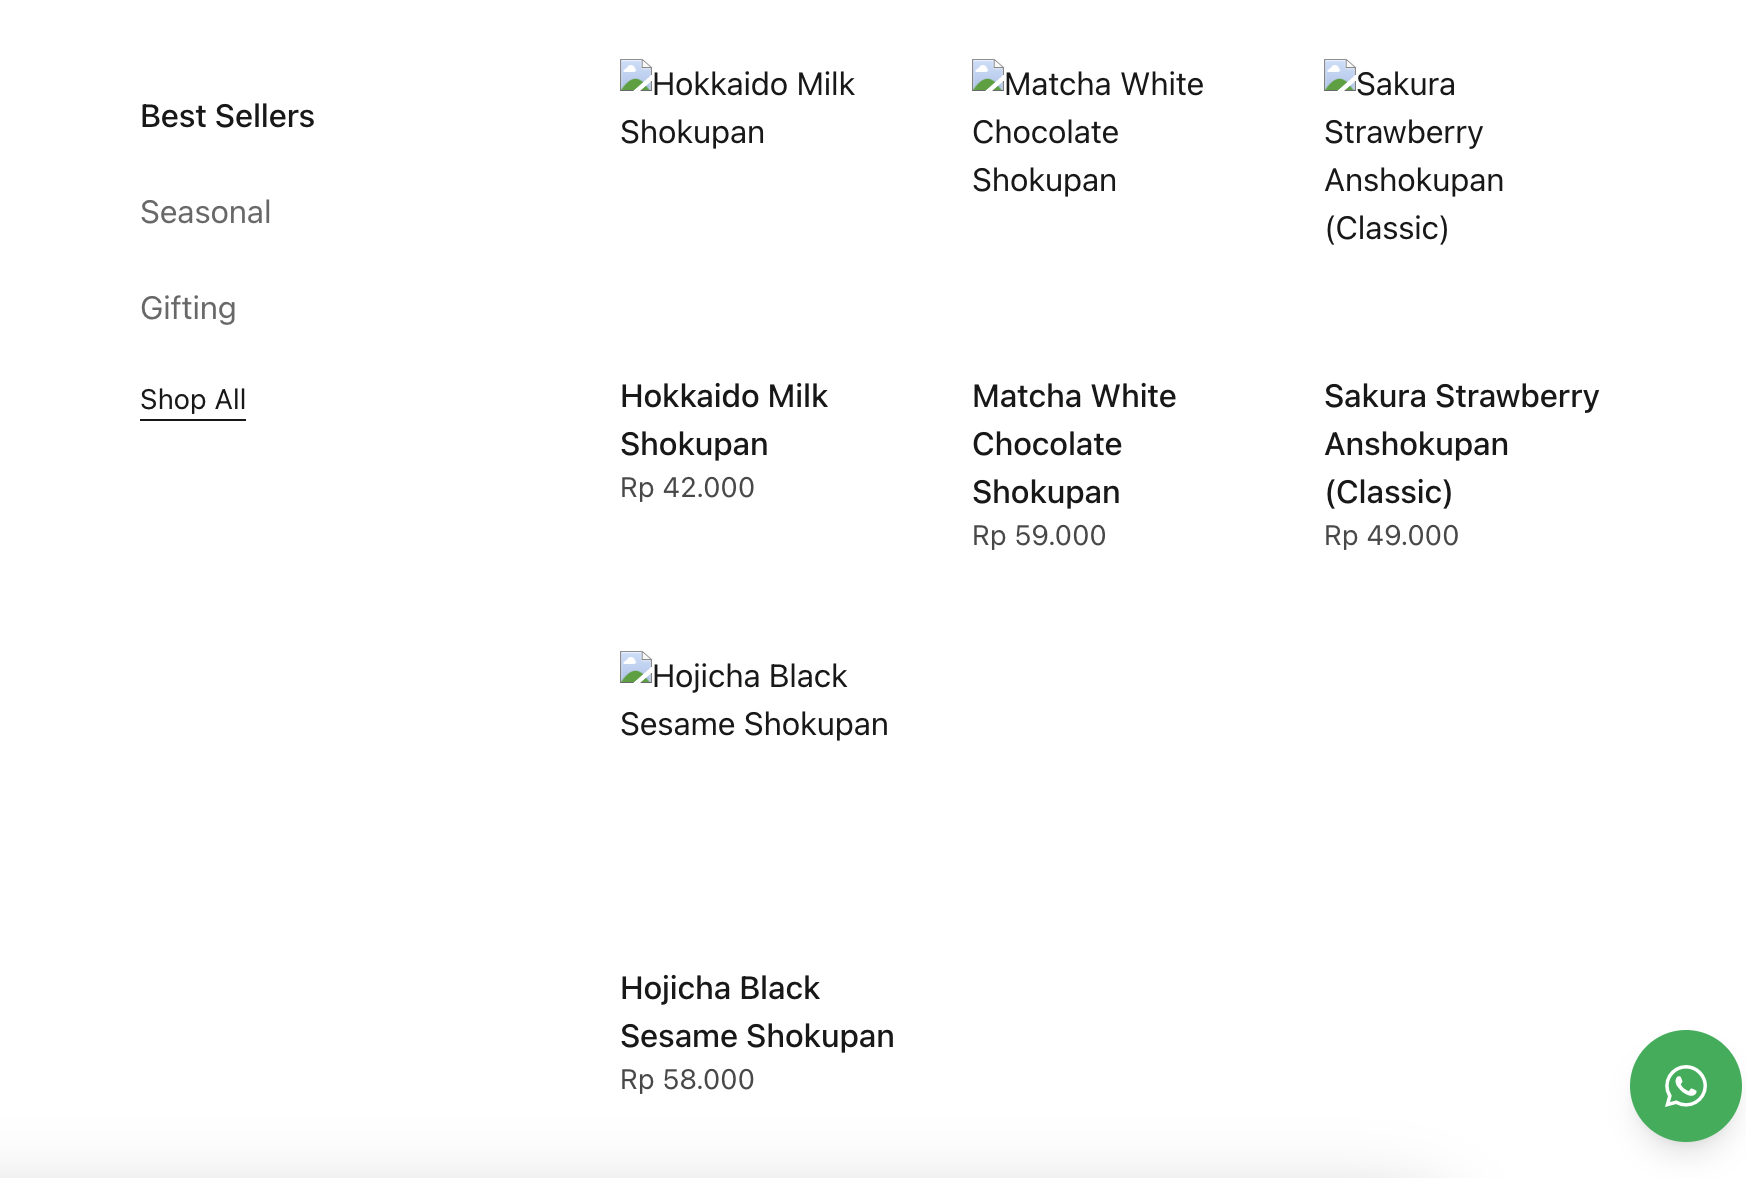 Best Sellers
Seasonal
Gifting
Shop All
Hokkaido Milk
Shokupan
Hokkaido Milk
Shokupan
Rp 42.000
Matcha White
Chocolate
Shokupan
Matcha White
Chocolate
Shokupan
Rp 59.000
Sakura
Strawberry
Anshokupan
(Classic)
Sakura Strawberry
Anshokupan
(Classic)
Rp 49.000
Hojicha Black
Sesame Shokupan
Hojicha Black
Sesame Shokupan
Rp 58.000